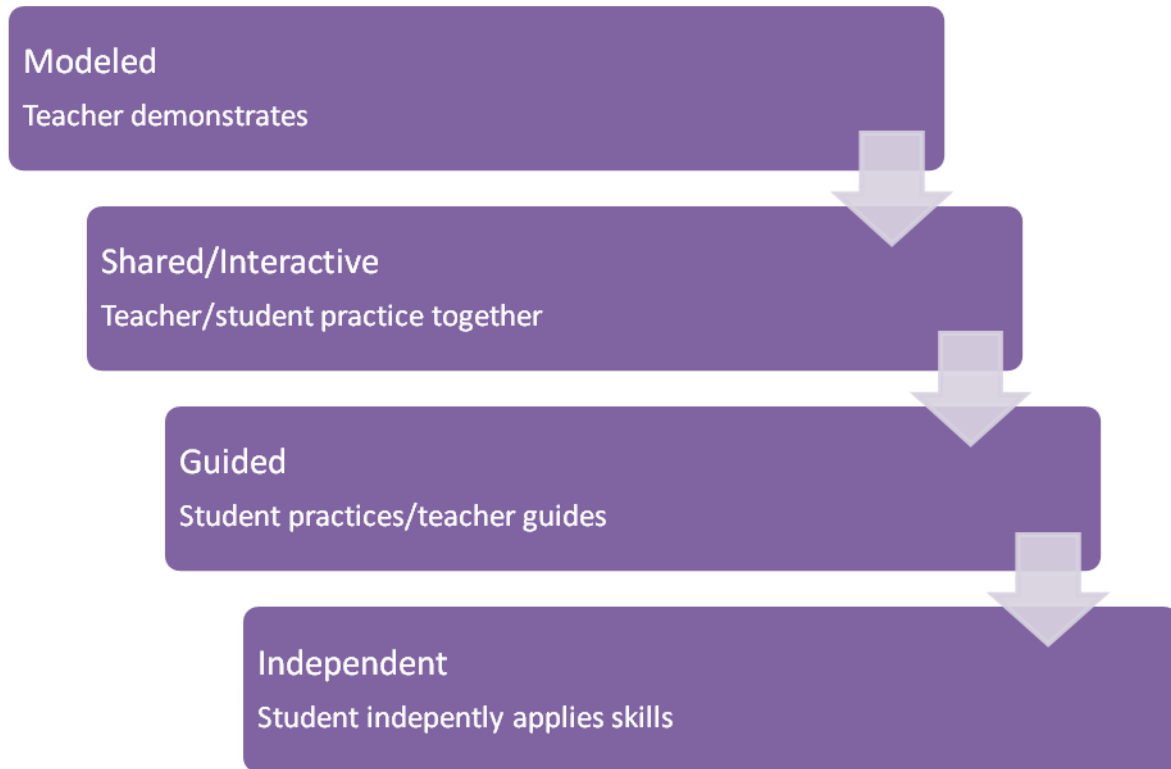 Modeled
Teacher demonstrates
Shared/Interactive
Teacher/student practice together
Guided
Student practices/teacher guides
Independent
Student indepently applies skills